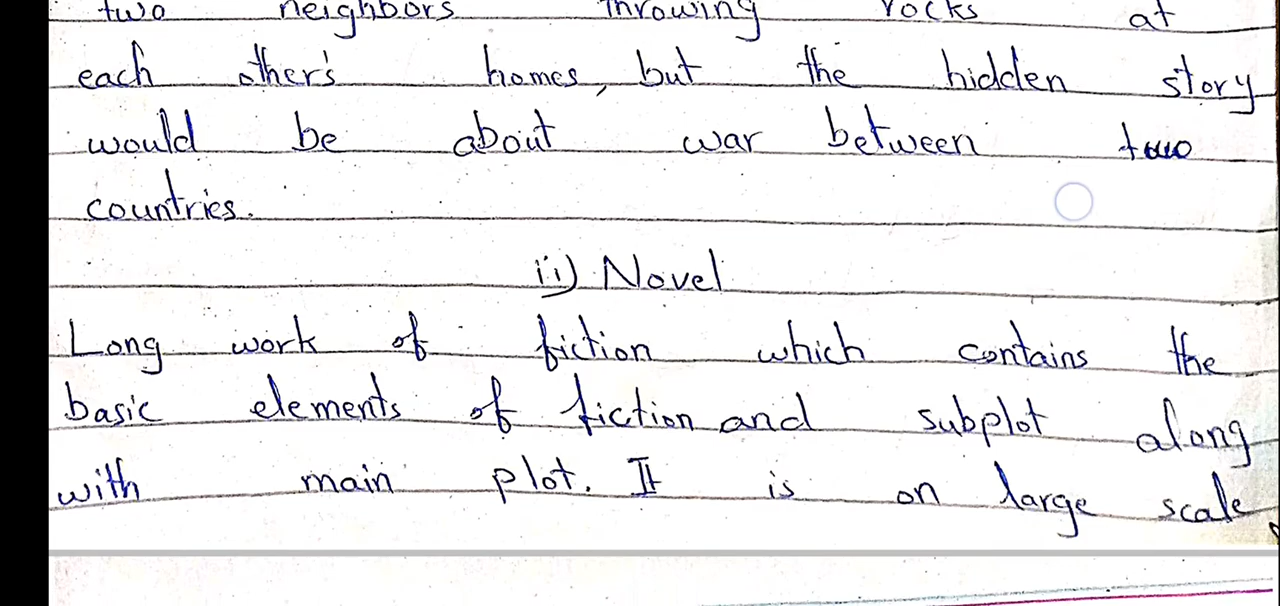 two neighbors throwing rocks at
each other's homes, but the hidden story
would be about war between two
countries.
ii) Novel
Long work of fiction which contains the
basic elements of fiction and subplot along
with main plot. It is on large scale